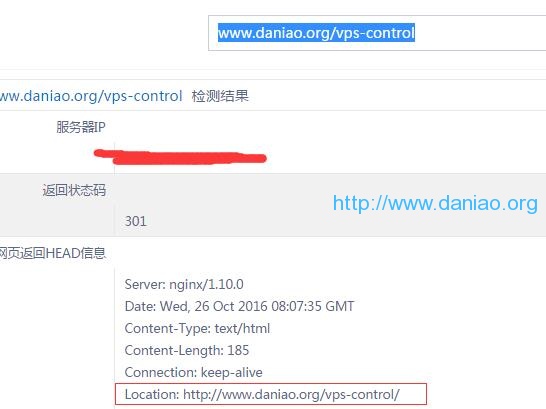 www.daniao.org/vps-control
ww.daniao.org/vps-control 检测结果
服务器IP
返回状态码
http://www.daniao.org
301
网页返回HEAD信息
Server: nginx/1.10.0
Date: Wed, 26 Oct 2016 08:07:35 GMT
Content-Type: text/html
Content-Length: 185
Connection: keep-alive
Location: http://www.daniao.org/vps-control/